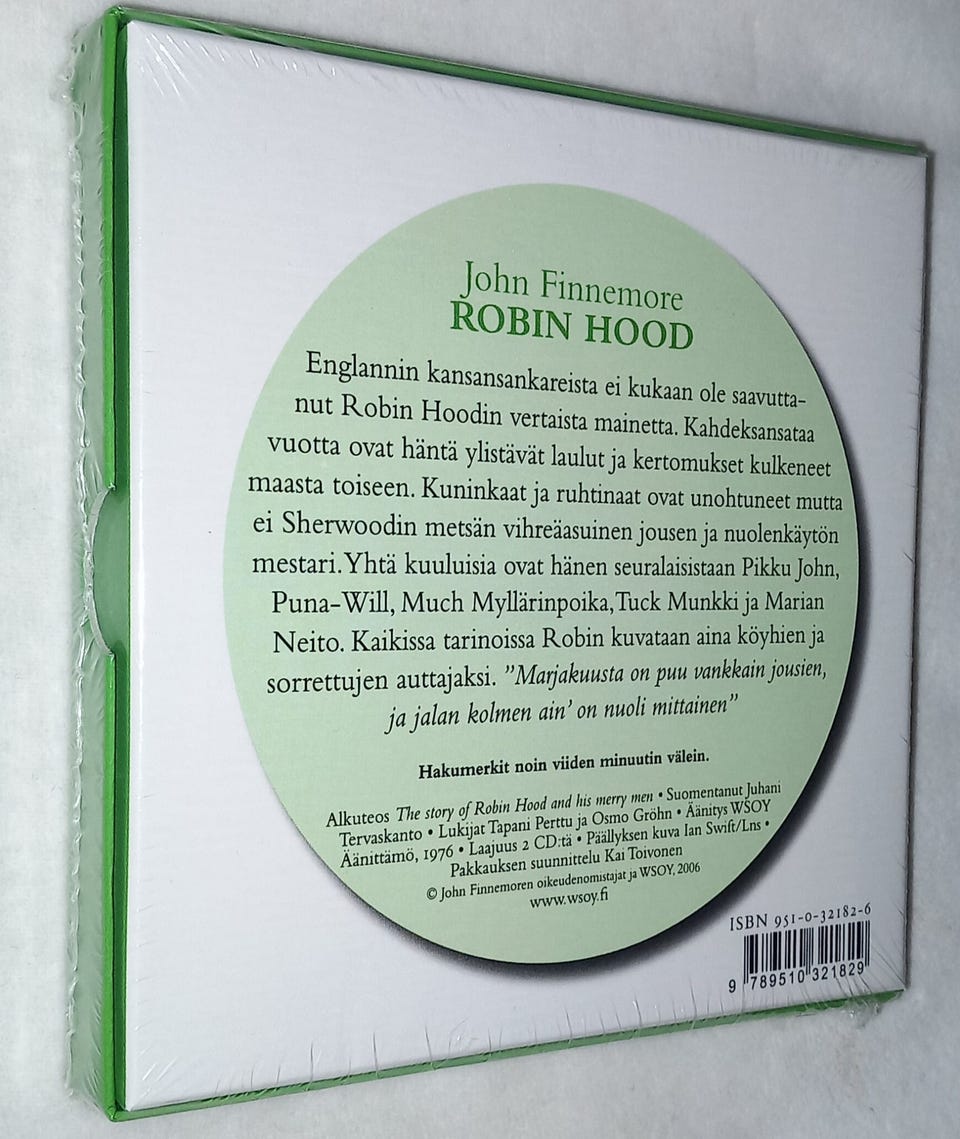 John Finnemore
ROBIN HOOD
Englannin kansansankareista ei kukaan ole saavutta-
nut Robin Hoodin vertaista mainetta. Kahdeksansataa
vuotta ovat häntä ylistävät laulut ja kertomukset kulkeneet
maasta toiseen. Kuninkaat ja ruhtinaat ovat unohtuneet mutta
ei Sherwoodin metsän vihreäasuinen jousen ja nuolenkäytön
mestari. Yhtä kuuluisia ovat hänen seuralaisistaan Pikku John,
Puna-Will, Much Myllärinpoika, Tuck Munkki ja Marian
Neito. Kaikissa tarinoissa Robin kuvataan aina köyhien ja
sorrettujen auttajaksi. ”Marjakuusta on puu vankkain jousien,
ja jalan kolmen ain’ on nuoli mittainen”
Hakumerkit noin viiden minuutin välein.
Alkuteos The story of Robin Hood and his merry men • Suomentanut Juhani
Tervaskanto • Lukijat Tapani Perttu ja Osmo Gröhn • Äänitys WSOY
Äänittämö, 1976 • Laajuus 2 CD:tä • Päällyksen kuva Ian Swift/Lns •
Pakkauksen suunnittelu Kai Toivonen
© John Finnemoren oikeudenomistajat ja WSOY, 2006
www.wsoy.fi
ISBN 951-0-32182-6
9 789510 321829